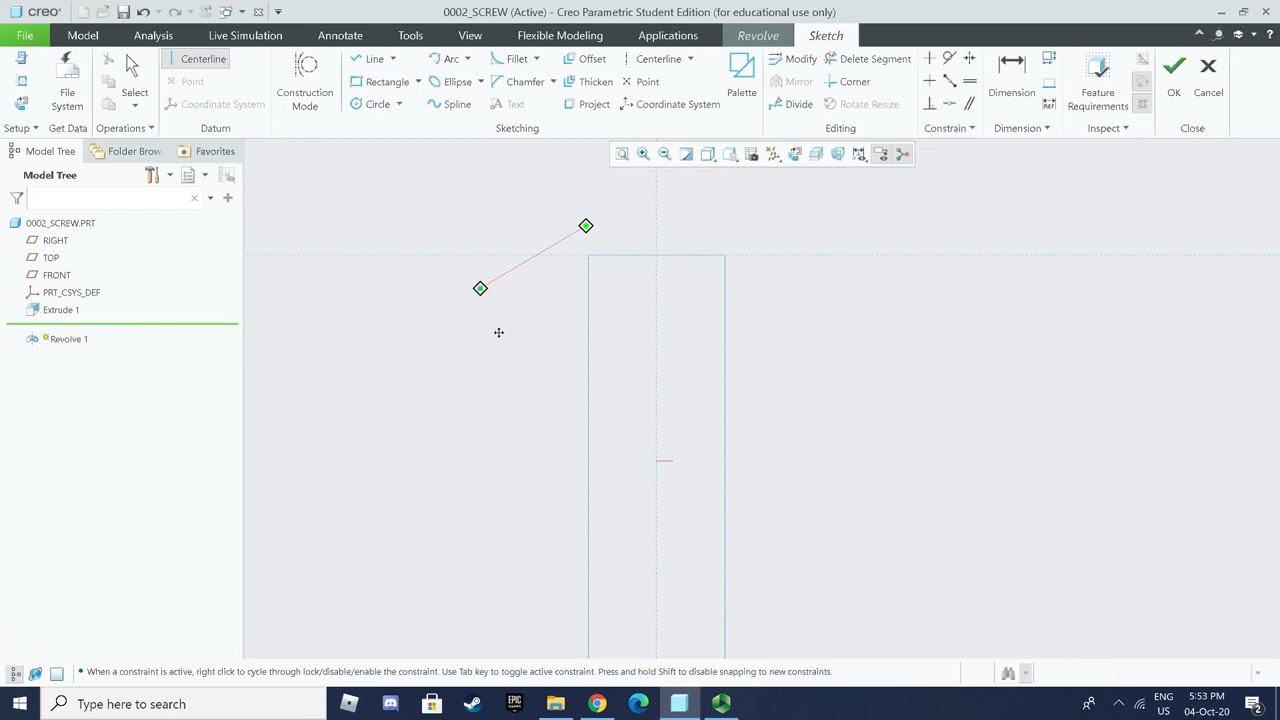 creo
0002_SCREW (Active) - Creo Parametric Student Edition (for educational use only)
File Model Analysis Live Simulation Annotate Tools View Flexible Modeling Applications Revolve Sketch
Setup
File System
Get Data
Select
Operations
Centerline
Point
Coordinate System
Datum
Construction Mode
Line
Rectangle
Circle
Arc
Ellipse
Spline
Fillet
Chamfer
Text
Offset
Thicken
Project
Centerline
Point
Coordinate System
Palette
Sketching
Modify
Mirror
Divide
Delete Segment
Corner
Rotate Resize
Editing
Constrain
Dimension
Dimension
Feature Requirements
Inspect
OK
Cancel
Close
Model Tree Folder Brow Favorites
Model Tree
0002_SCREW.PRT
RIGHT
TOP
FRONT
PRT_CSYS_DEF
Extrude 1
Revolve 1
• When a constraint is active, right click to cycle through lock/disable/enable the constraint. Use Tab key to toggle active constraint. Press and hold Shift to disable snapping to new constraints.
Type here to search
EPIC GAMES
ENG
US
5:53 PM
04-Oct-20
2